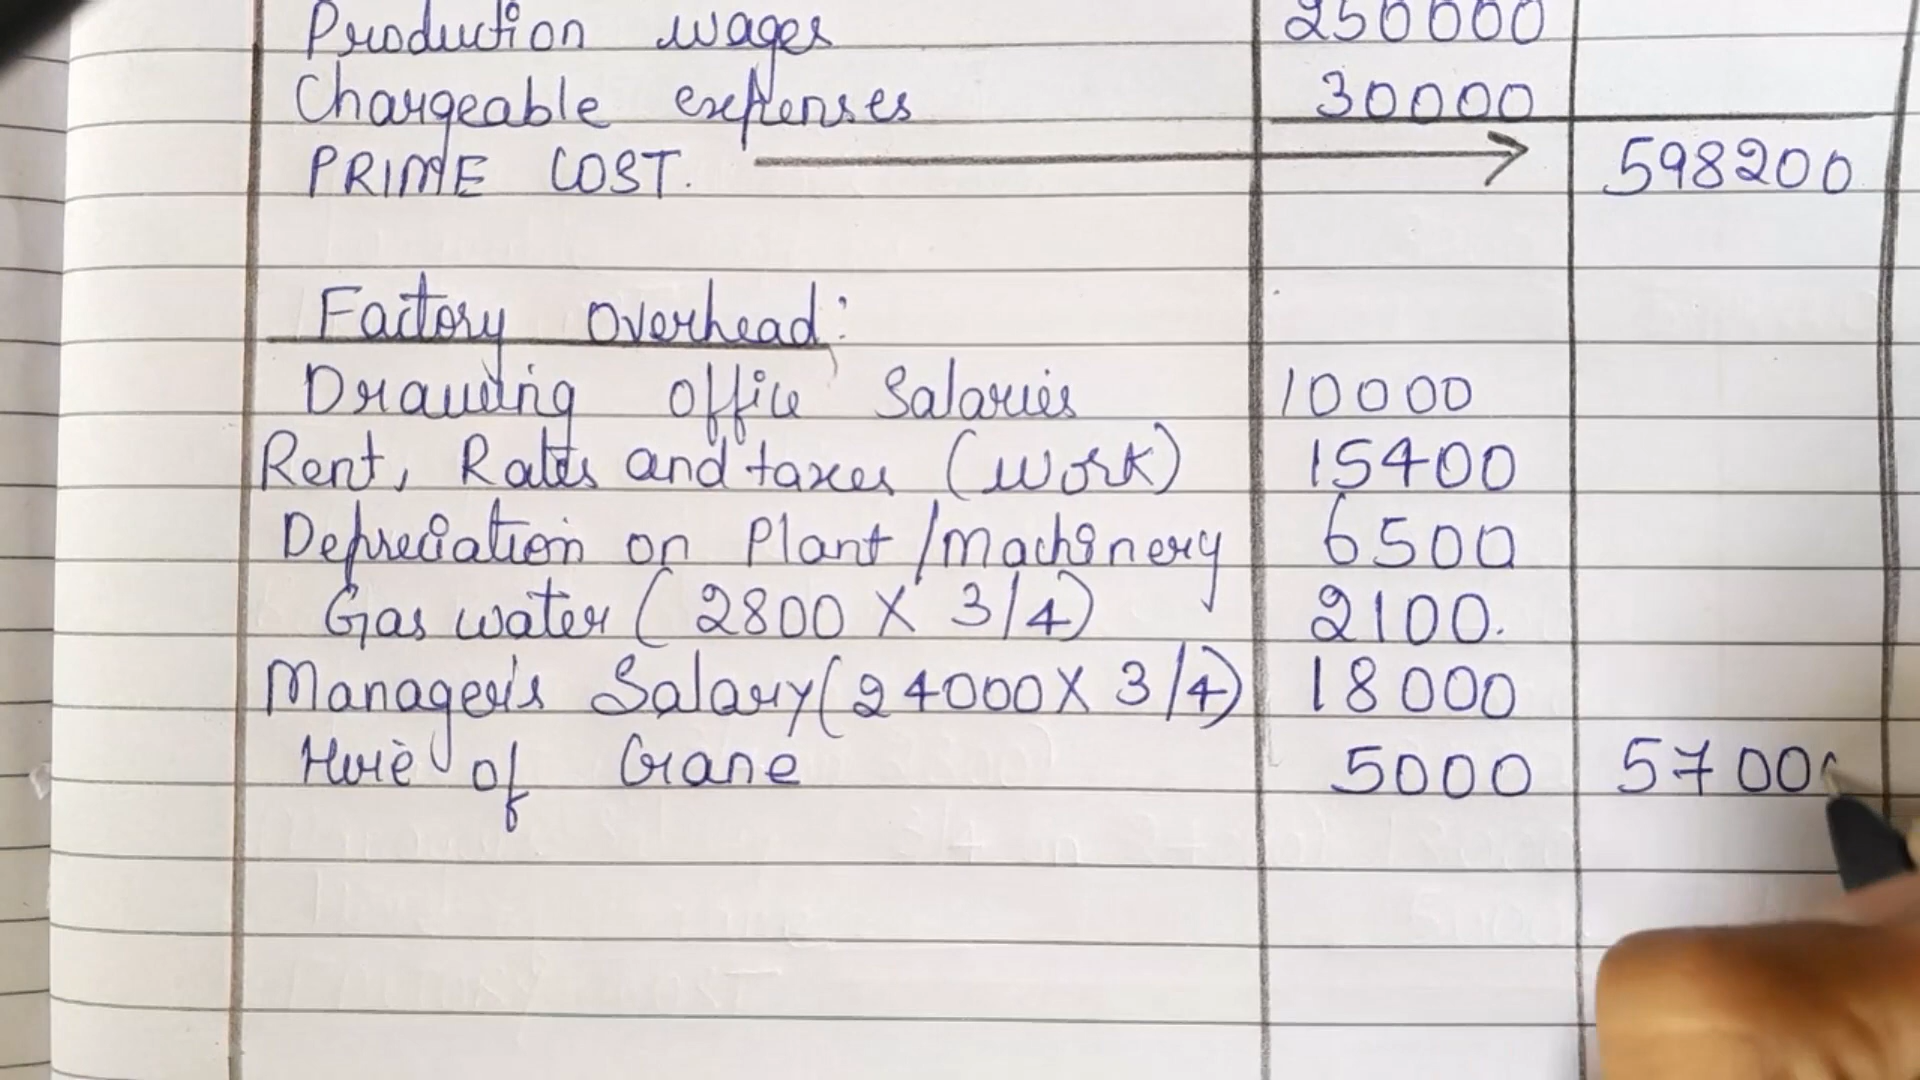 Production wages 250000
Chargeable expenses 30000
PRIME COST. 598200
Factory Overhead:
Drawing office Salaries 10000
Rent, Rates and taxes (work) 15400
Depreciation on Plant/Machinery 6500
Gas water (2800 X 3/4) 2100.
Manager's Salary (24000 X 3/4) 18000
Hire of Crane 5000 57000